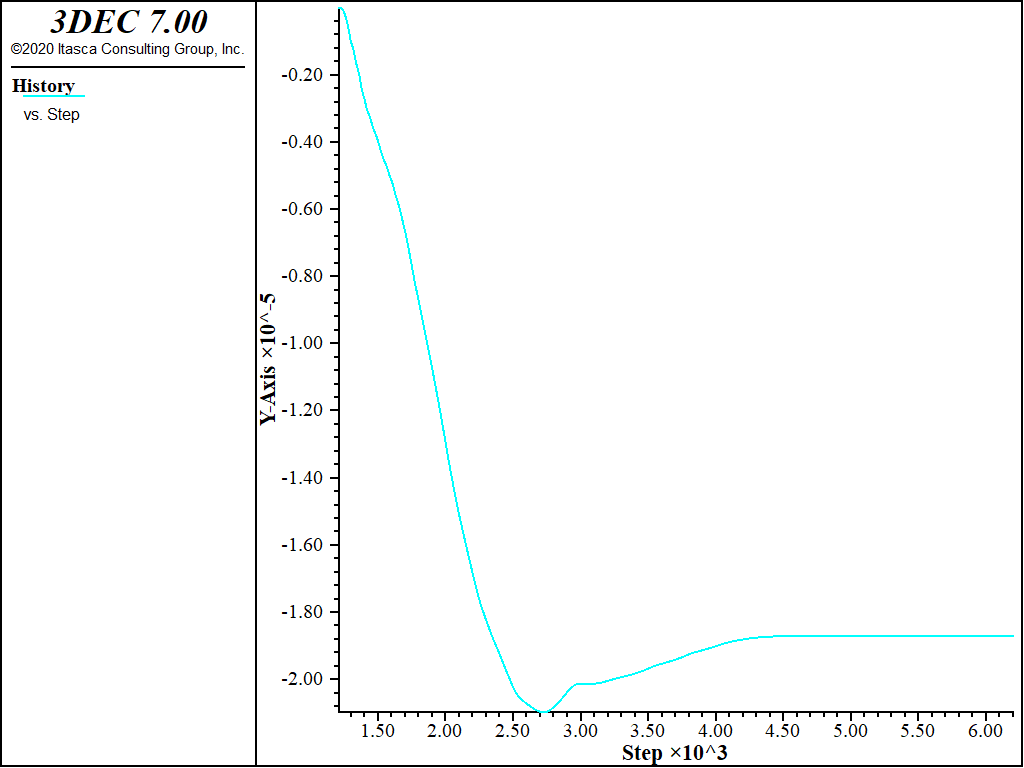 3DEC 7.00
©2020 Itasca Consulting Group, Inc.
History
vs. Step
Y-Axis ×10^-5
-0.20
-0.40
-0.60
-0.80
-1.00
-1.20
-1.40
-1.60
-1.80
-2.00
1.50 2.00 2.50 3.00 3.50 4.00 4.50 5.00 5.50 6.00
Step ×10^3